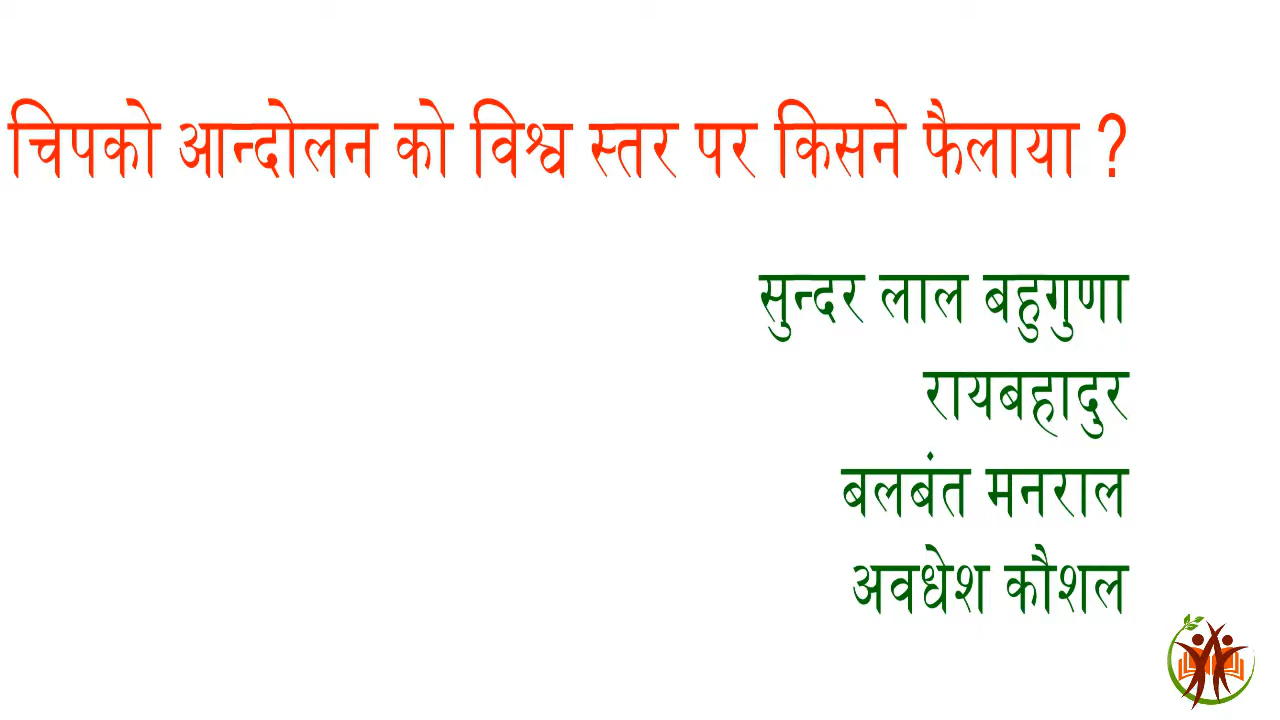 चिपको आन्दोलन को विश्व स्तर पर किसने फैलाया ?
सुन्दर लाल बहुगुणा
रायबहादुर
बलबंत मनराल
अवधेश कौशल